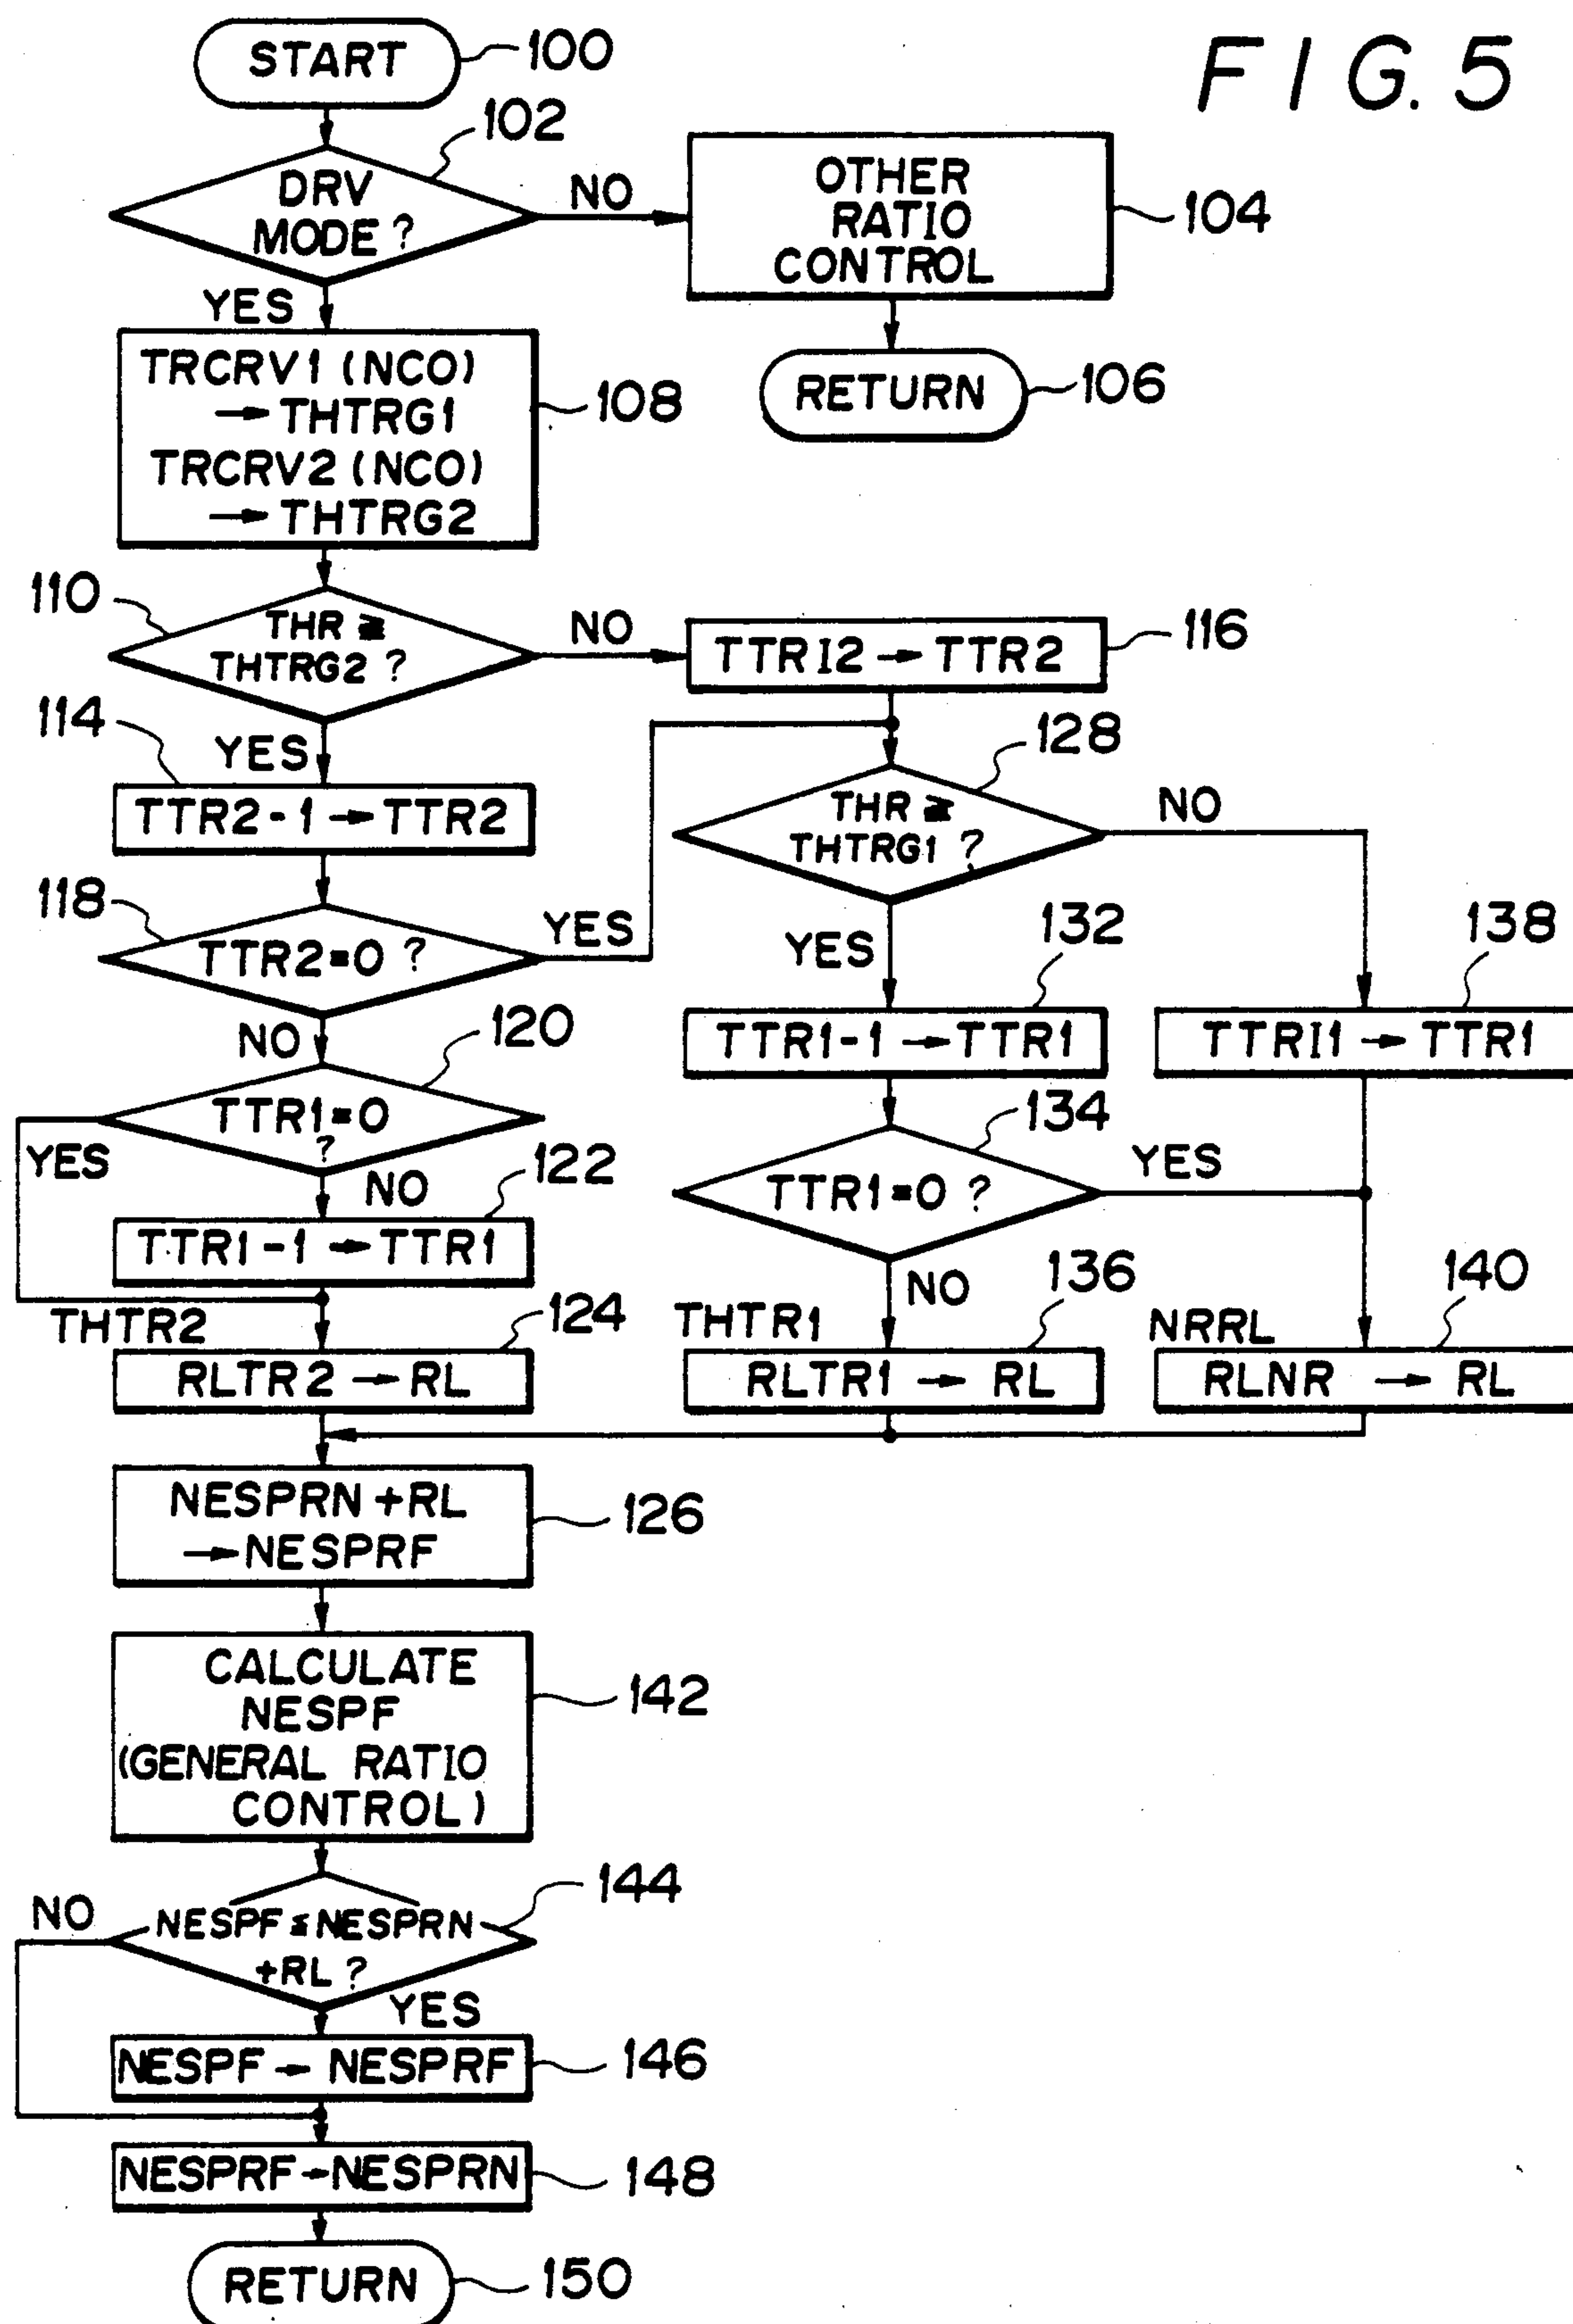 FIG. 5
START
100
102
DRV
MODE ?
NO
OTHER
RATIO
CONTROL
104
YES
RETURN
106
TRCRV1 (NCO)
→ THTRG1
TRCRV2 (NCO)
→ THTRG2
108
110
THR ≧
THTRG2 ?
NO
TTRI2 → TTR2
116
114
YES
TTR2-1 → TTR2
128
THR ≧
THTRG1 ?
NO
118
TTR2=0 ?
YES
YES
132
138
NO
120
TTR1-1 → TTR1
TTRI1 → TTR1
TTR1=0
?
YES
NO
122
134
TTR1=0 ?
YES
TTR1-1 → TTR1
THTR2
124
NO
THTR1
136
NRRL
140
RLTR2 → RL
RLTR1 → RL
RLNR → RL
NESPRN +RL
→ NESPRF
126
CALCULATE
NESPF
(GENERAL RATIO
CONTROL)
142
144
NO
NESPF ≦ NESPRN
+RL ?
YES
NESPF → NESPRF
146
NESPRF → NESPRN
148
RETURN
150